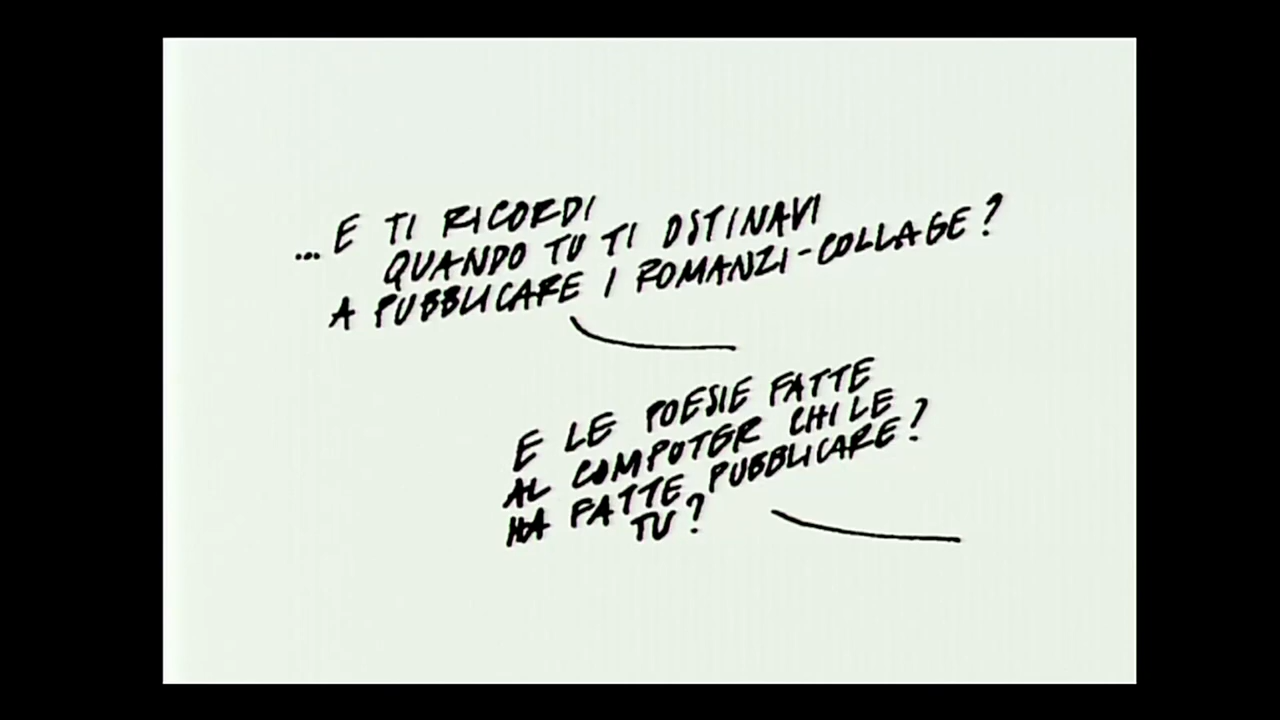 ...E TI RICORDI
QUANDO TU TI OSTINAVI
A PUBBLICARE I ROMANZI-COLLAGE?
E LE POESIE FATTE
AL COMPUTER CHI LE
HA FATTE PUBBLICARE?
TU?